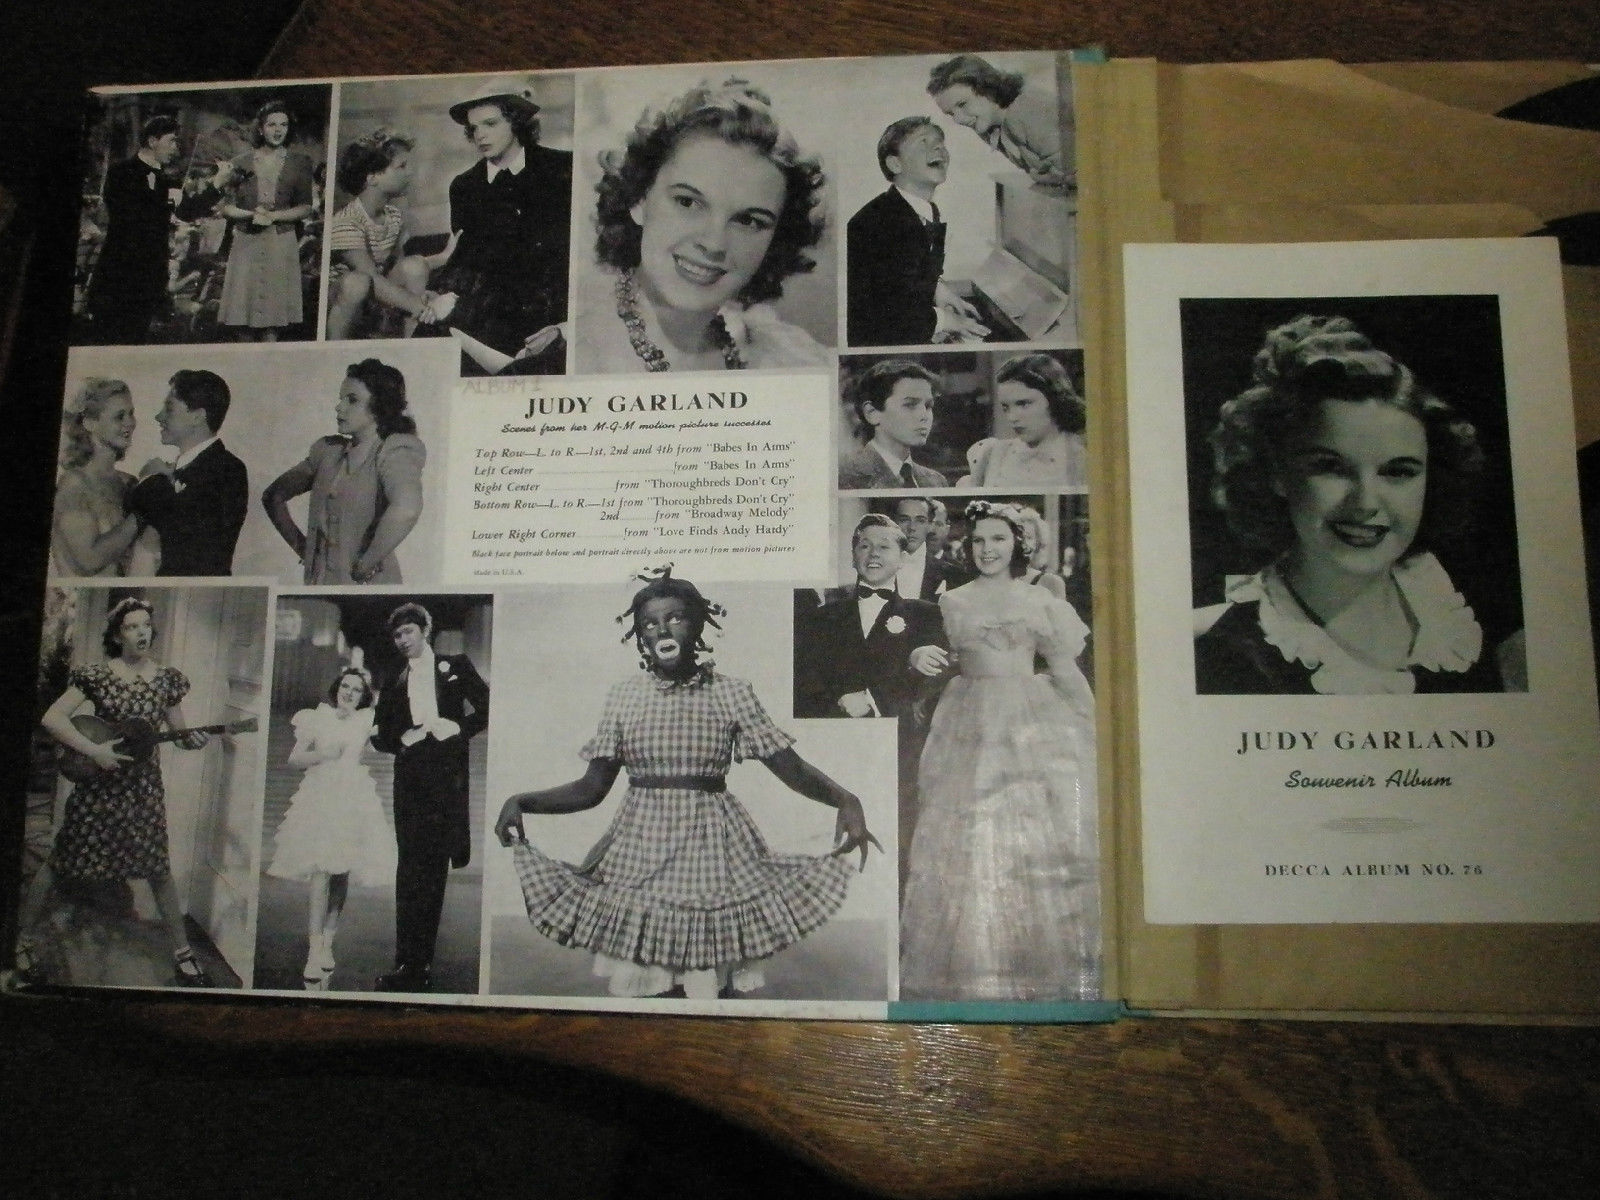 ALBUM 1
JUDY GARLAND
Scenes from her M-G-M motion picture successes
Top Row—L. to R.—1st, 2nd and 4th from "Babes In Arms"
Left Center from "Babes In Arms"
Right Center from "Thoroughbreds Don't Cry"
Bottom Row—L. to R.—1st from "Thoroughbreds Don't Cry"
2nd from "Broadway Melody"
Lower Right Corner from "Love Finds Andy Hardy"
Black face portrait below and portrait directly above are not from motion pictures
Made in U.S.A.
JUDY GARLAND
Souvenir Album
DECCA ALBUM NO. 76